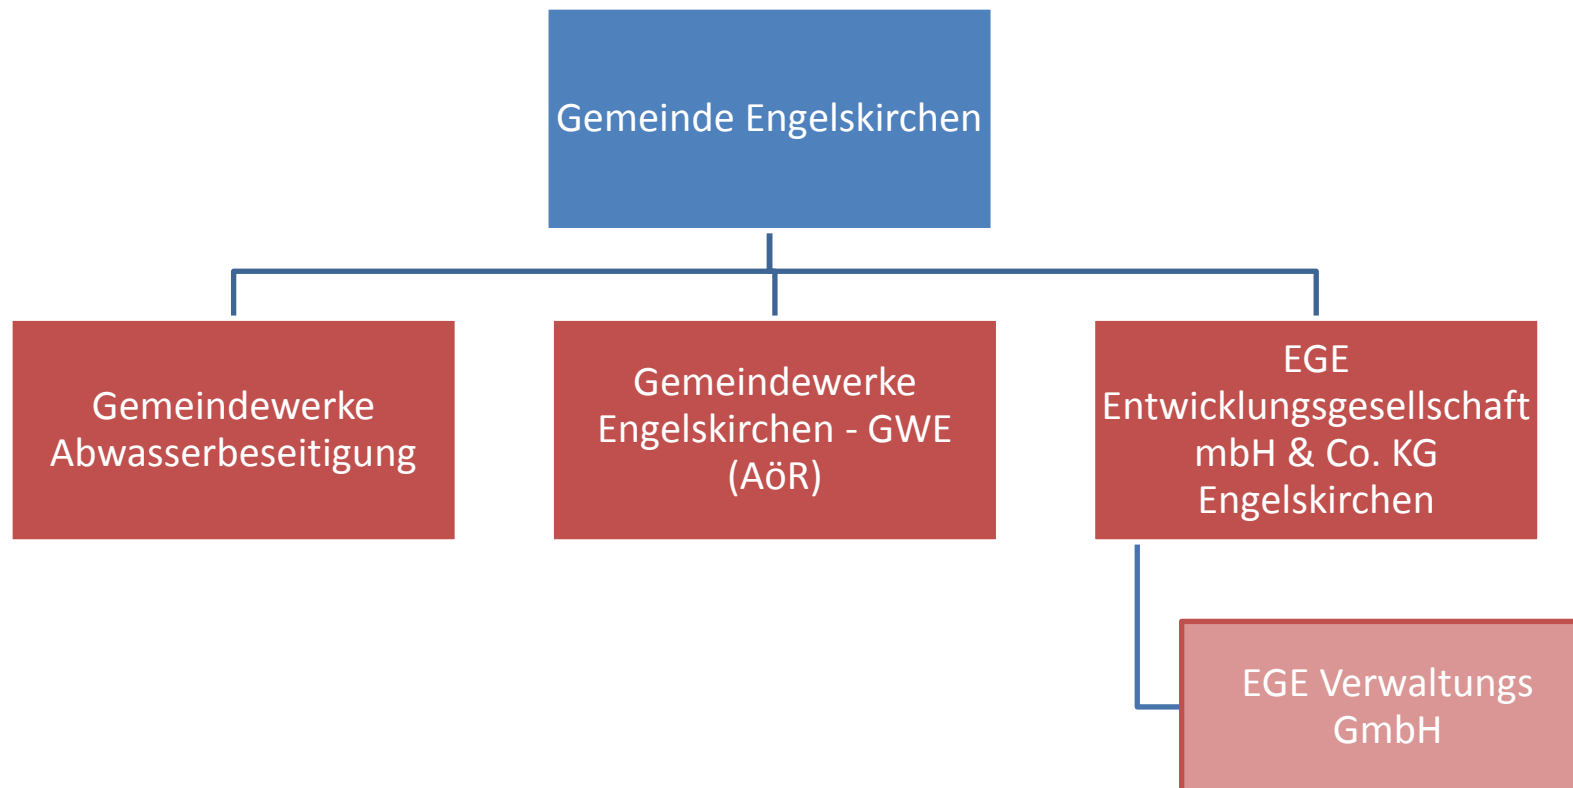 Gemeinde Engelskirchen
Gemeindewerke
Abwasserbeseitigung
Gemeindewerke
Engelskirchen - GWE
(AöR)
EGE
Entwicklungsgesellschaft
mbH & Co. KG
Engelskirchen
EGE Verwaltungs
GmbH